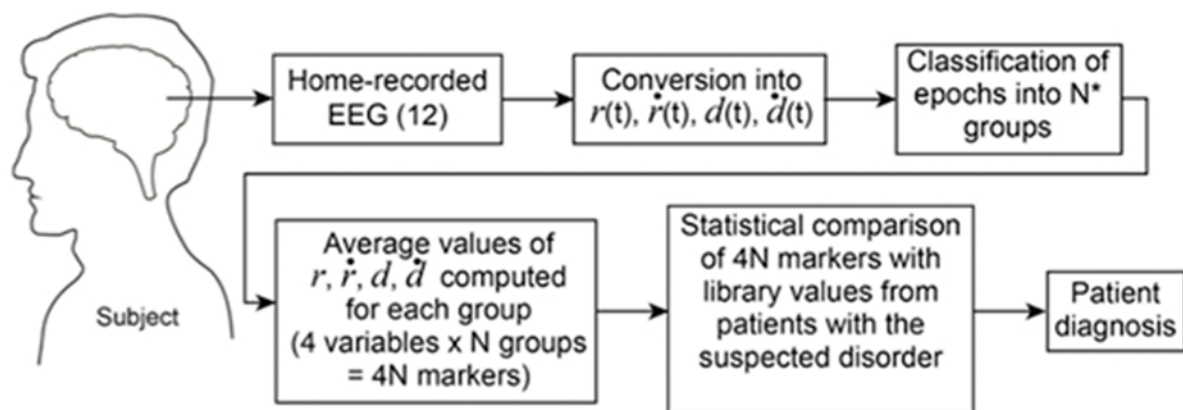 Home-recorded
EEG (12)
Conversion into
r(t), ṙ(t), d(t), ḋ(t)
Classification of
epochs into N*
groups
Average values of
r, ṙ, d, ḋ computed
for each group
(4 variables x N groups
= 4N markers)
Statistical comparison
of 4N markers with
library values from
patients with the
suspected disorder
Patient
diagnosis
Subject